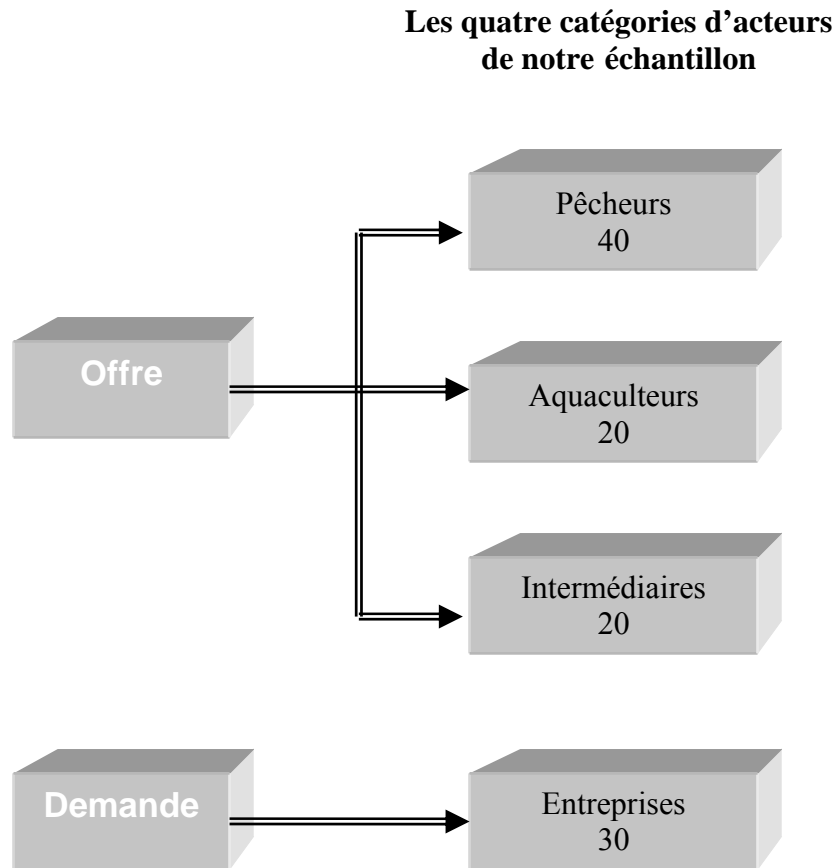 Les quatre catégories d’acteurs
de notre échantillon
Pêcheurs
40
Offre
Aquaculteurs
20
Intermédiaires
20
Demande
Entreprises
30